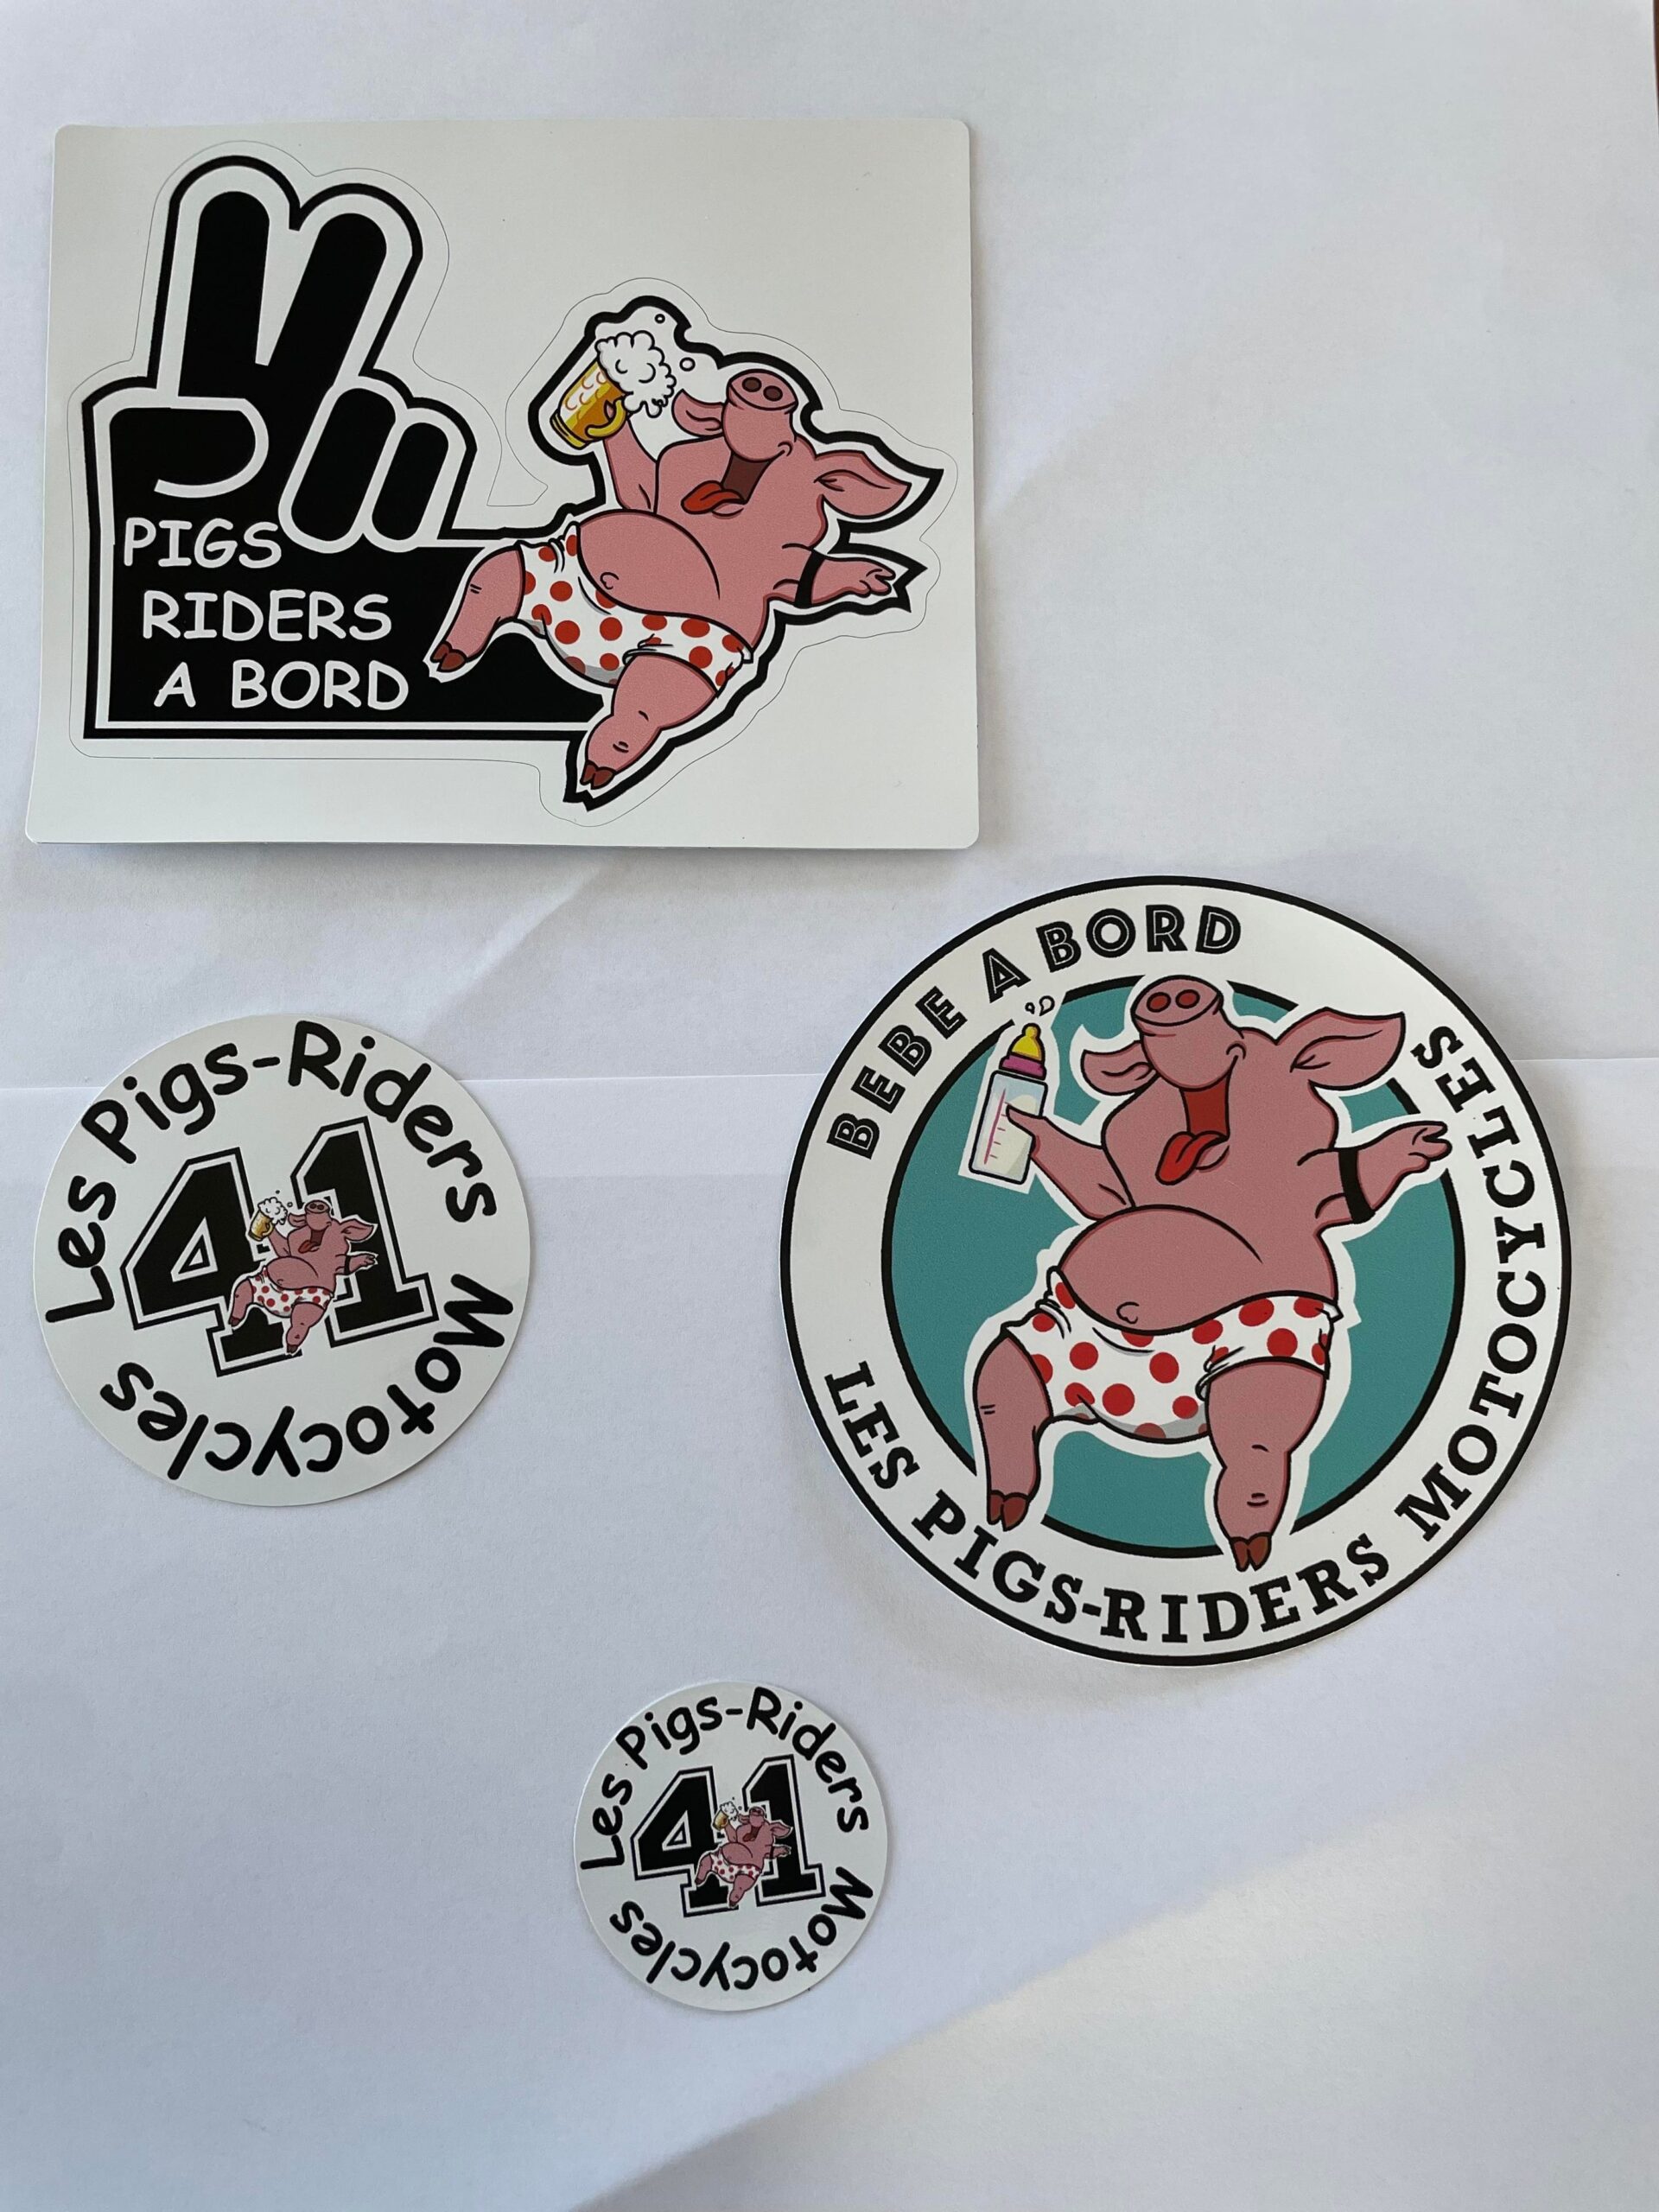 PIGS
RIDERS
A BORD
BEBE A BORD
LES PIGS-RIDERS MOTOCYCLES
Les Pigs-Riders Motocycles
41
Les Pigs-Riders Motocycles
41